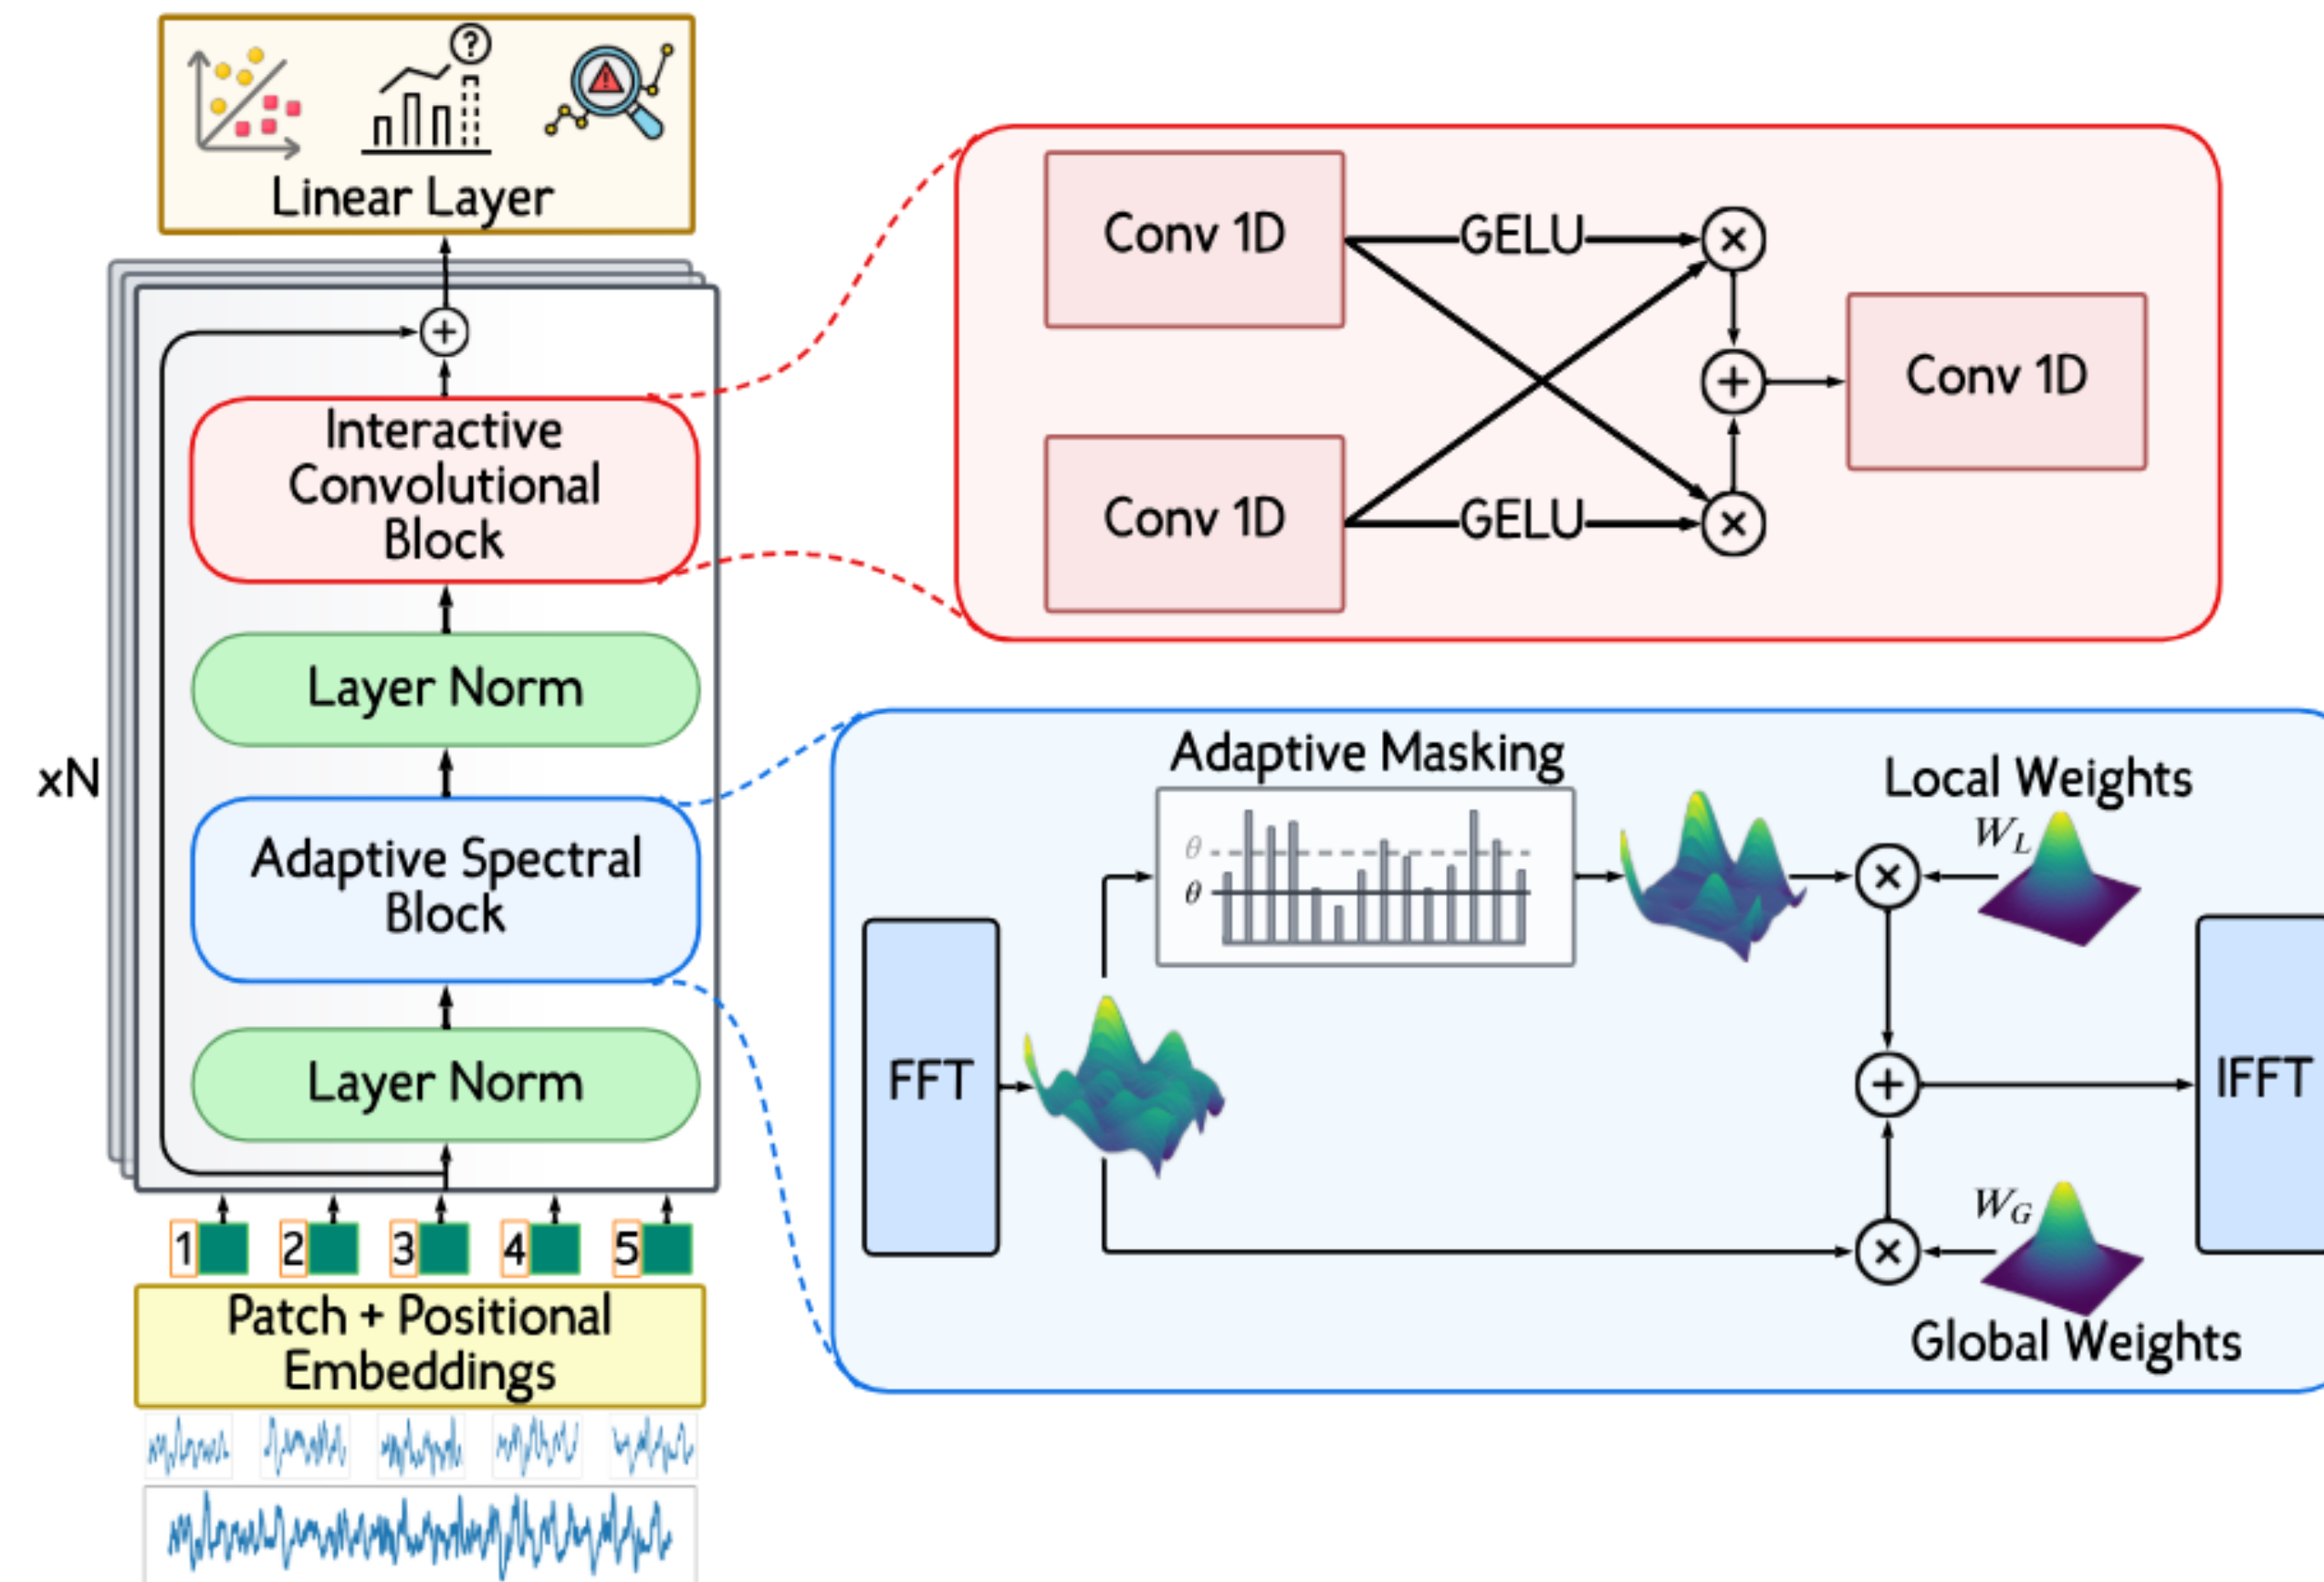 ?
Linear Layer
Interactive
Convolutional
Block
Layer Norm
xN
Adaptive Spectral
Block
Layer Norm
1 2 3 4 5
Patch + Positional
Embeddings
Conv 1D
GELU
Conv 1D
GELU
Conv 1D
Adaptive Masking
θ
θ
Local Weights
W_L
FFT
IFFT
W_G
Global Weights